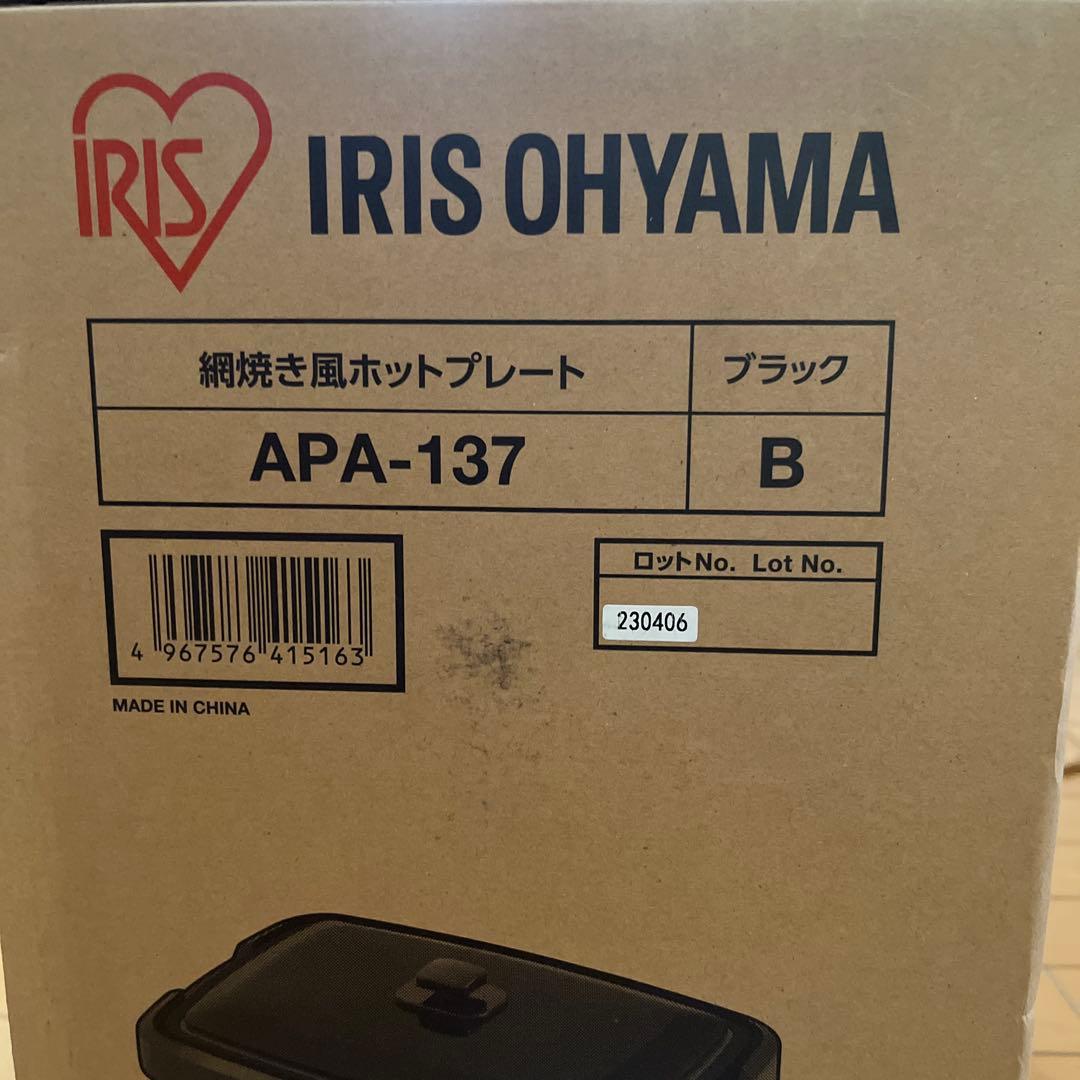 iRIS
IRIS OHYAMA
網焼き風ホットプレート
ブラック
APA-137
B
ロットNo. Lot No.
230406
4 967576 415163
MADE IN CHINA